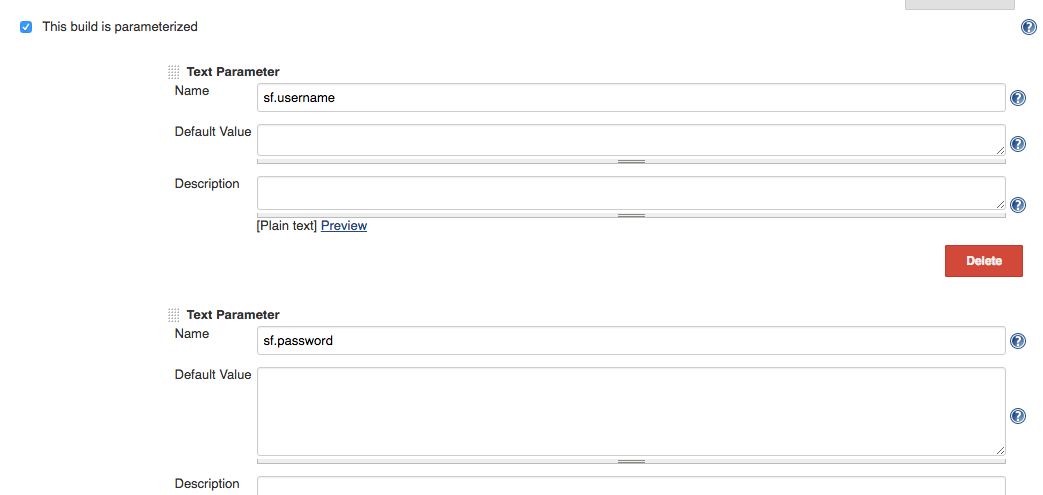 This build is parameterized
?
Text Parameter
Name
sf.username
?
Default Value
?
Description
?
[Plain text] Preview
Delete
Text Parameter
Name
sf.password
?
Default Value
?
Description